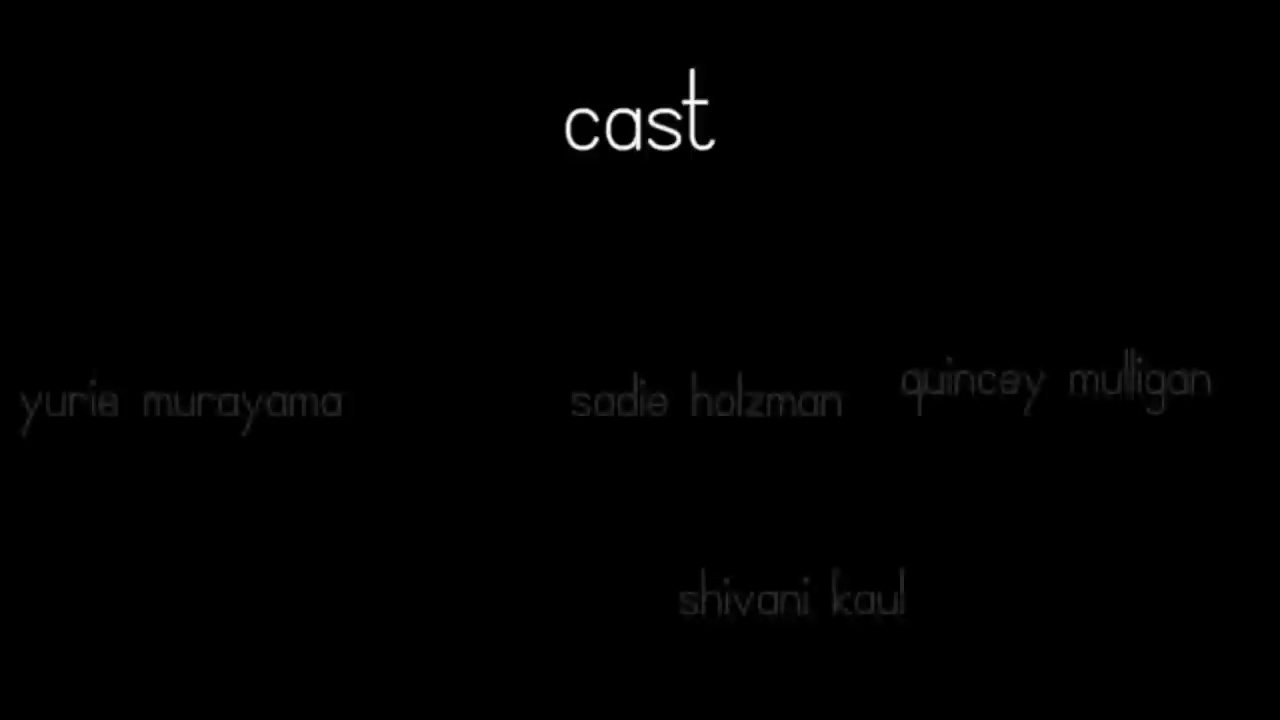 cast
yurie murayama
sadie holzman
quincey mulligan
shivani kaul